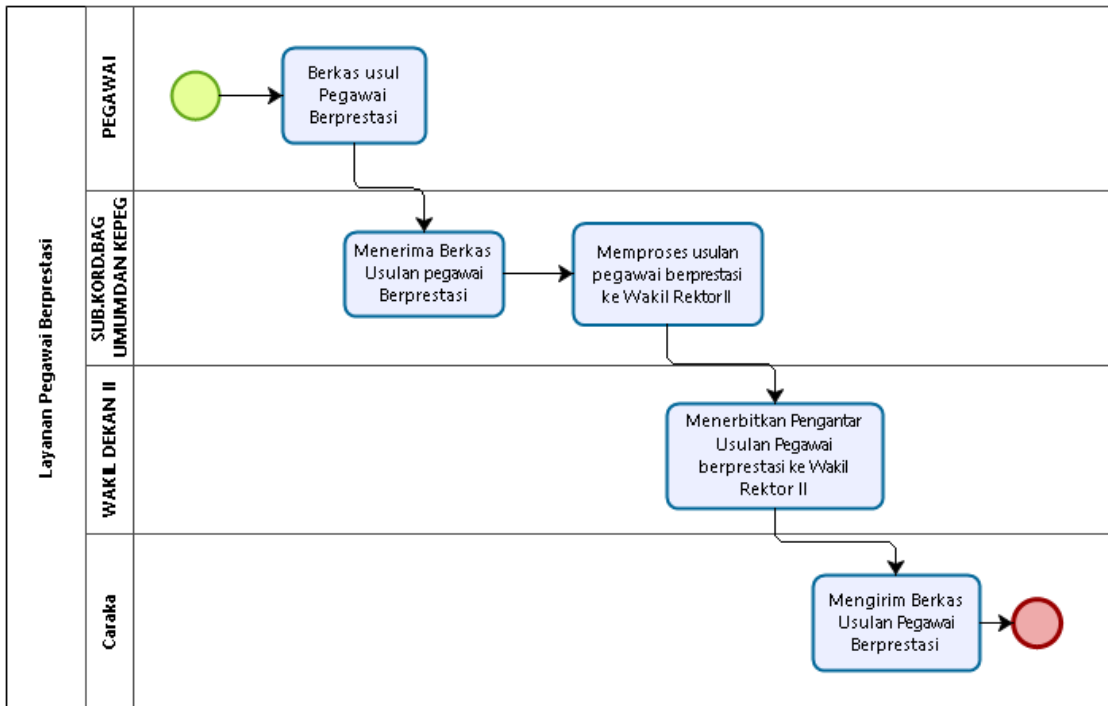 Layanan Pegawai Berprestasi
PEGAWAI
Berkas usul
Pegawai
Berprestasi
SUB.KORD.BAG
UMUMDAN KEPEG
Menerima Berkas
Usulan pegawai
Berprestasi
Memproses usulan
pegawai berprestasi
ke Wakil Rektor II
WAKIL DEKAN II
Menerbitkan Pengantar
Usulan Pegawai
berprestasi ke Wakil
Rektor II
Caraka
Mengirim Berkas
Usulan Pegawai
Berprestasi